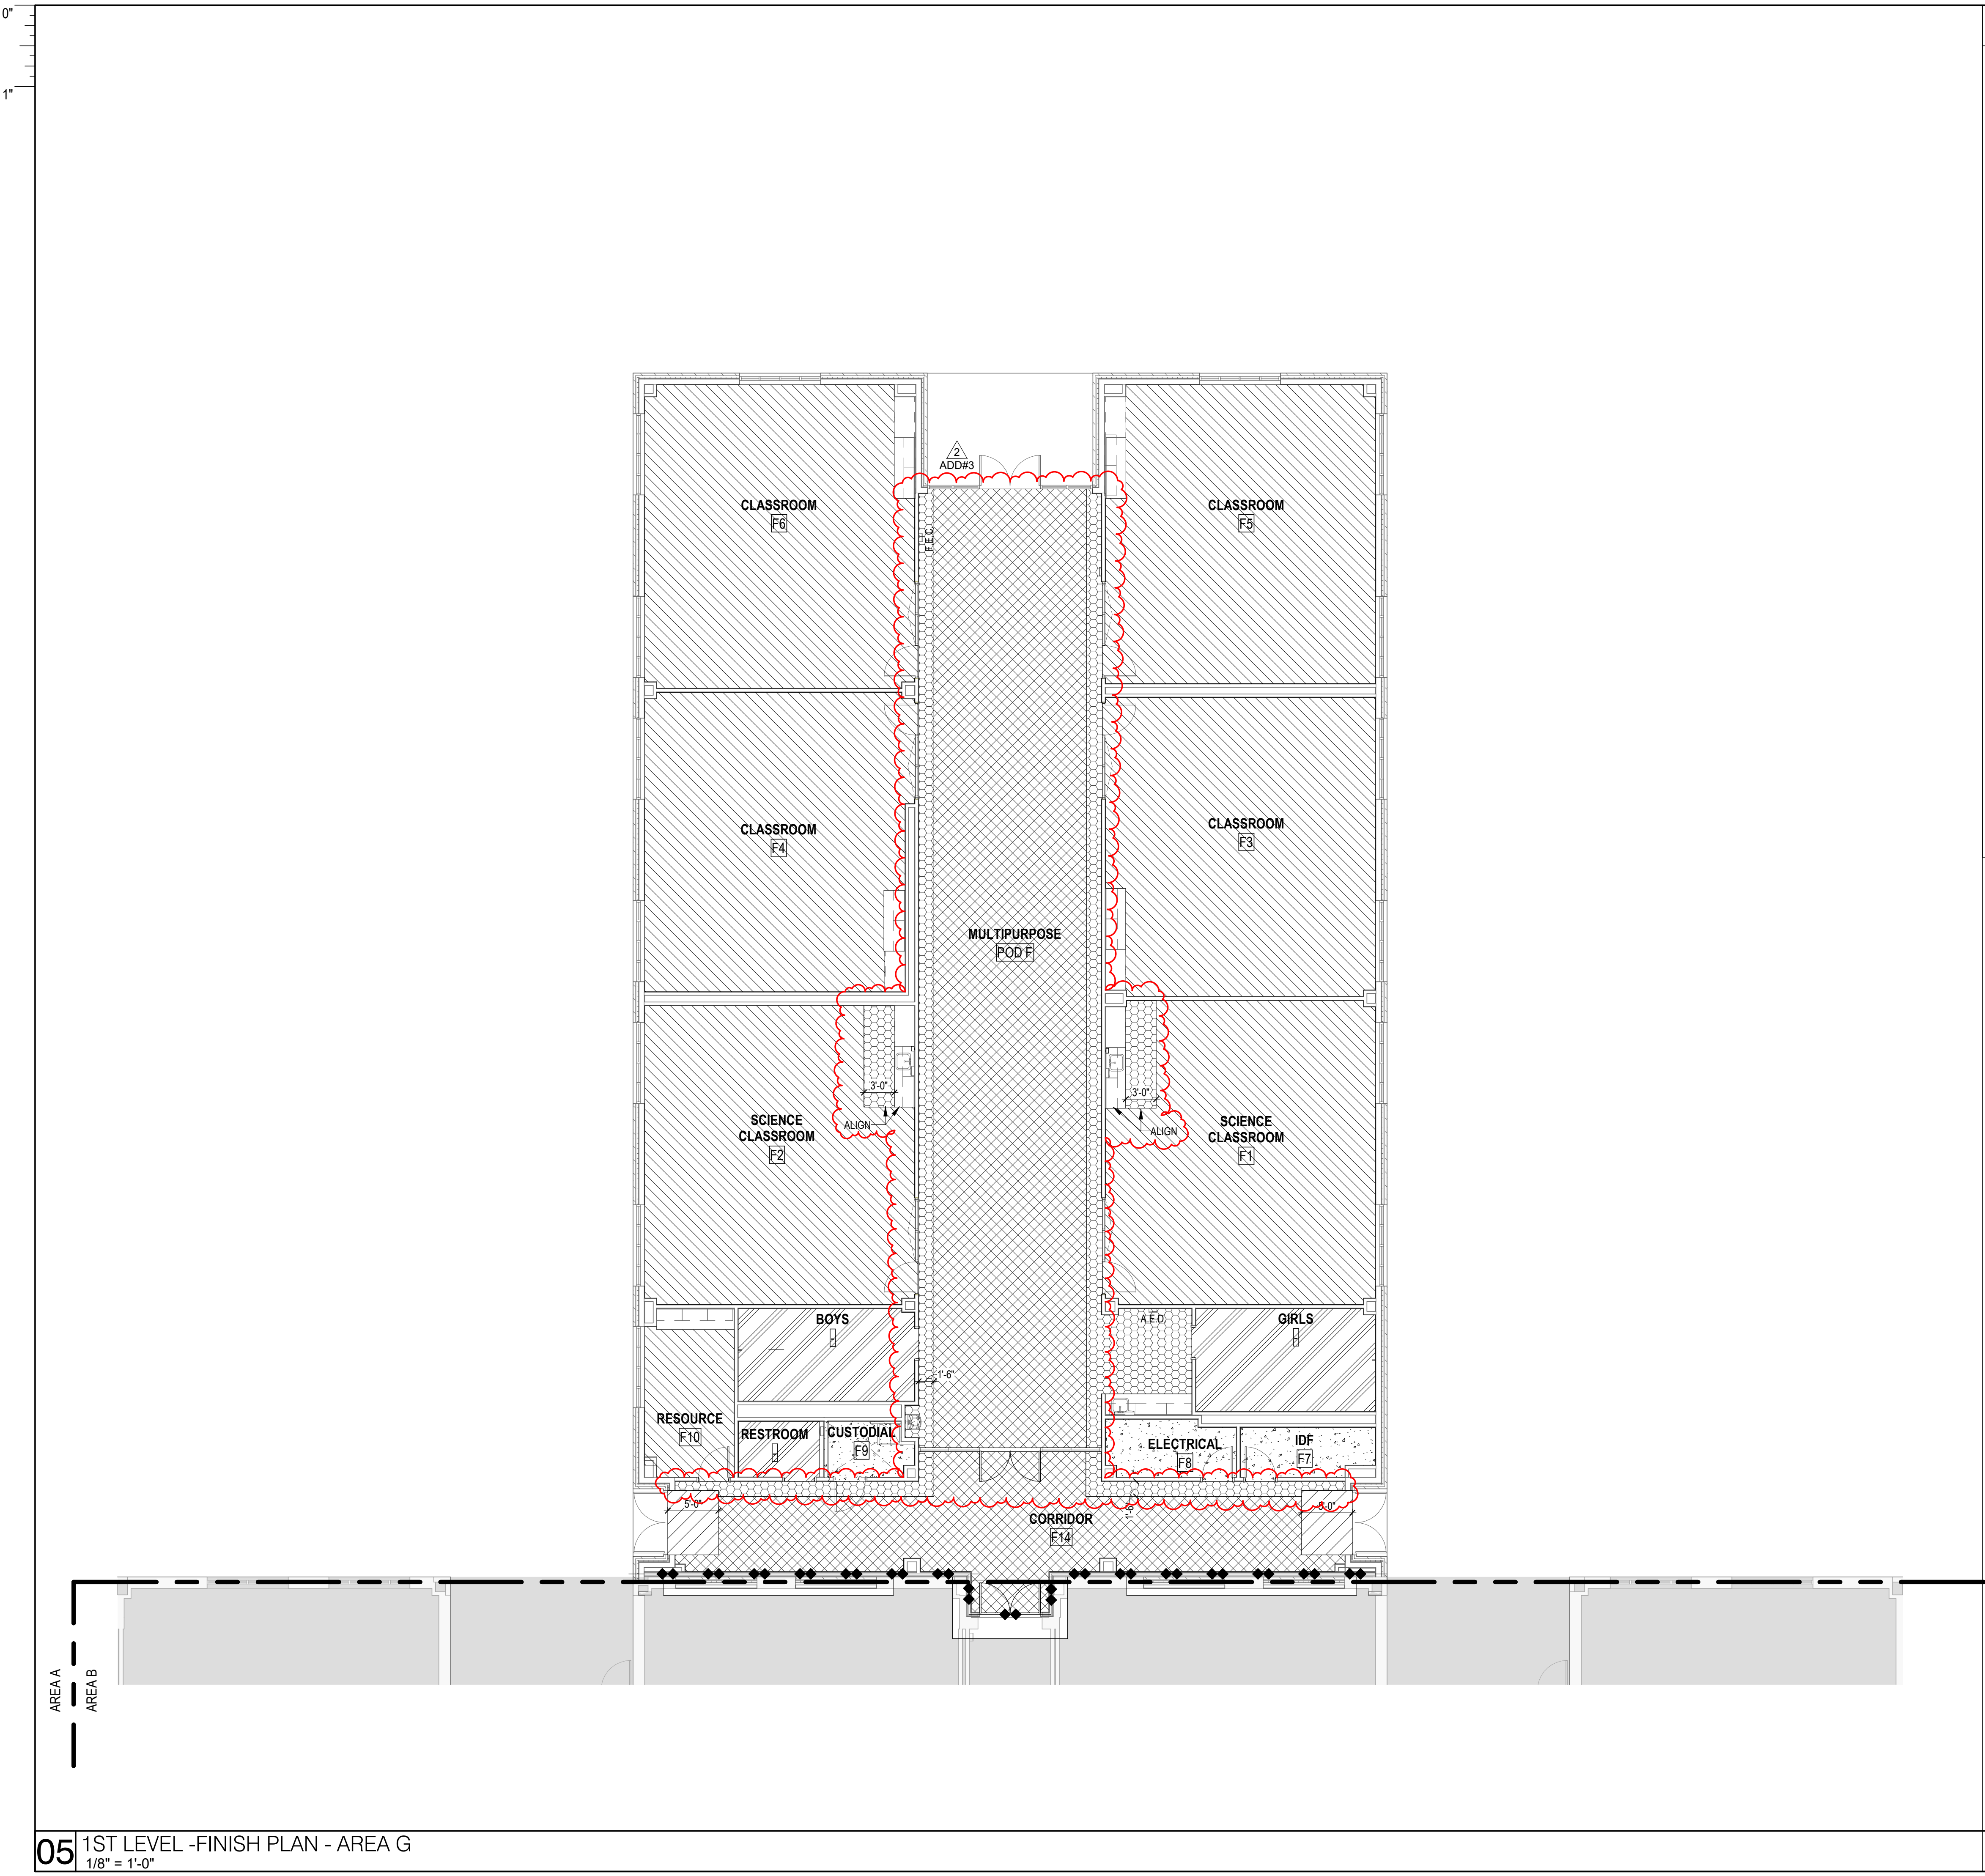 0"
1"
2
ADD#3
CLASSROOM
F6
CLASSROOM
F5
F.E.C.
CLASSROOM
F4
CLASSROOM
F3
MULTIPURPOSE
POD F
3'-0"
ALIGN
3'-0"
ALIGN
SCIENCE
CLASSROOM
F2
SCIENCE
CLASSROOM
F1
BOYS
-
A.E.D.
GIRLS
-
1'-6"
RESOURCE
F10
RESTROOM
-
CUSTODIAL
F9
ELECTRICAL
F8
IDF
F7
5'-0"
1'-6"
5'-0"
CORRIDOR
F14
AREA A
AREA B
05
1ST LEVEL -FINISH PLAN - AREA G
1/8" = 1'-0"